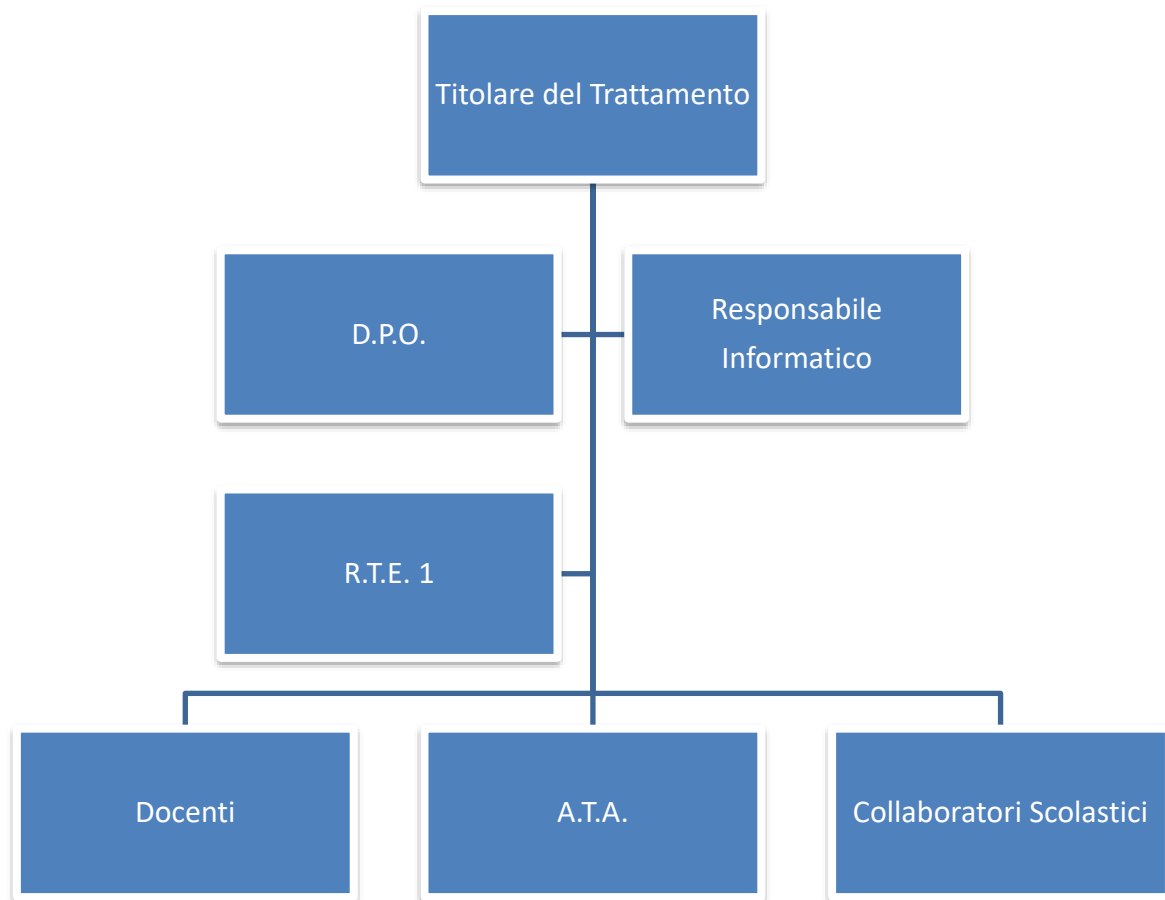 Titolare del Trattamento
D.P.O.
Responsabile
Informatico
R.T.E. 1
Docenti
A.T.A.
Collaboratori Scolastici